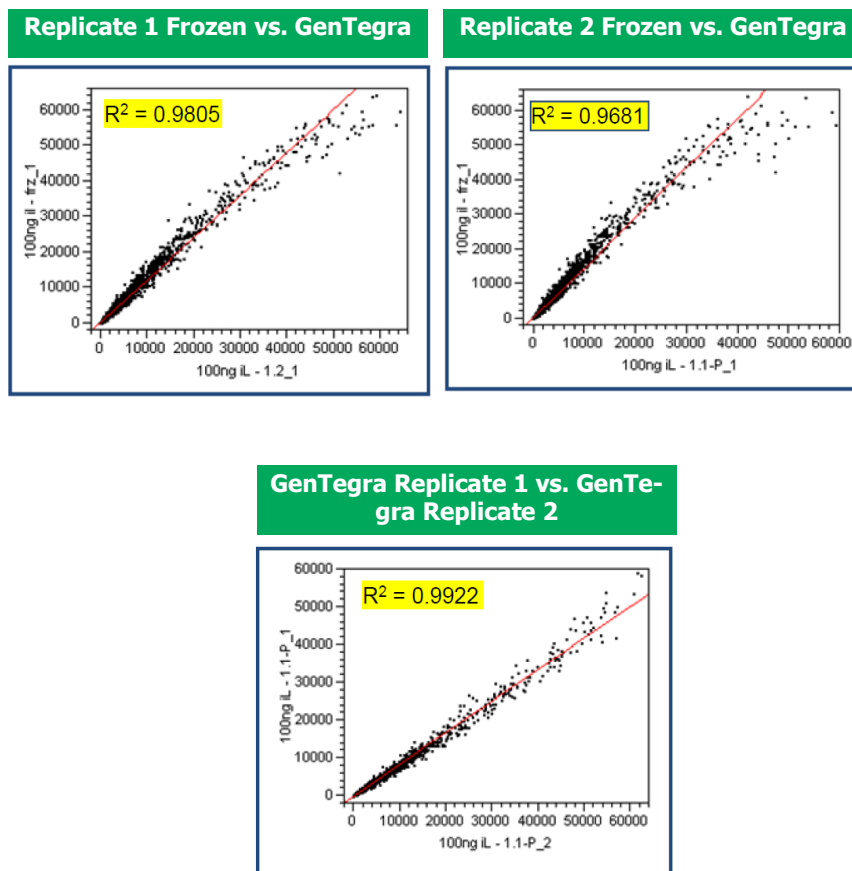 Replicate 1 Frozen vs. GenTegra
R² = 0.9805
100ng il - frz_1
60000
50000
40000
30000
20000
10000
0
0 10000 20000 30000 40000 50000 60000
100ng iL - 1.2_1
Replicate 2 Frozen vs. GenTegra
R² = 0.9681
100ng il - frz_1
60000
50000
40000
30000
20000
10000
0
0 10000 20000 30000 40000 50000 60000
100ng iL - 1.1-P_1
GenTegra Replicate 1 vs. GenTe-
gra Replicate 2
R² = 0.9922
100ng iL - 1.1-P_1
60000
50000
40000
30000
20000
10000
0
0 10000 20000 30000 40000 50000 60000
100ng iL - 1.1-P_2